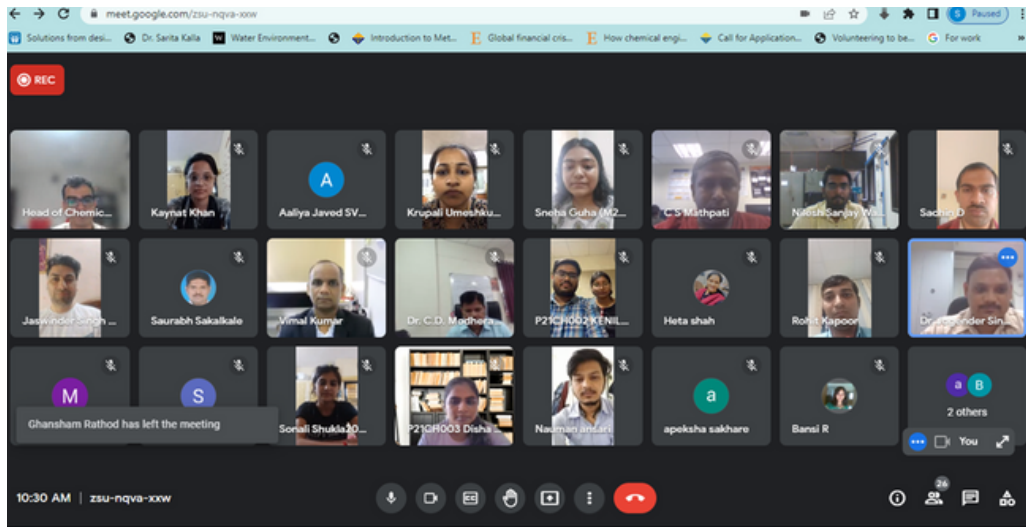 meet.google.com/zsu-nqva-xxw
Paused
Solutions from desi...
Dr. Sarita Kalla
Water Environment...
Introduction to Met...
Global financial cris...
How chemical engi...
Call for Application...
Volunteering to be...
For work
REC
Head of Chemic...
Kaynat Khan
A
Aaliya Javed SV...
Krupali Umeshku...
Sneha Guha (M2...
C S Mathpati
Nilesh Sanjay Wa...
Sachin D
Jaswinder Singh ...
Saurabh Sakalkale
Vimal Kumar
Dr. C.D. Modhera
P21CH002 KENIL...
Heta shah
Rohit Kapoor
Sin...
M
S
Sonali Shukla20...
P21CH003 Disha
Nauman ansari
a
apeksha sakhare
Bansi R
a B
2 others
Ghansham Rathod has left the meeting
You
10:30 AM | zsu-nqva-xxw
26